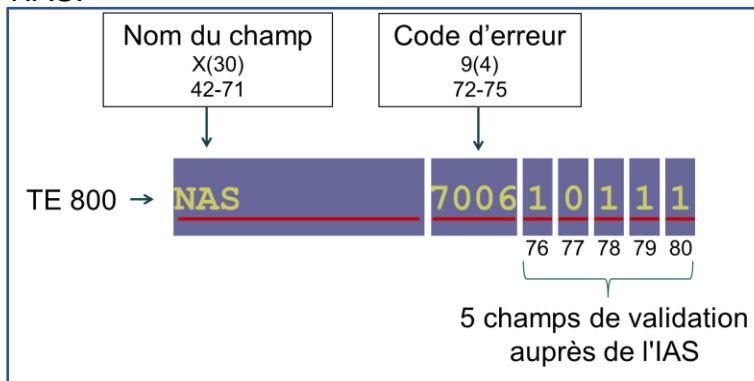 Nom du champ
X(30)
42-71
Code d’erreur
9(4)
72-75
TE 800
NAS
7006
1 0 1 1 1
76 77 78 79 80
5 champs de validation
auprès de l'IAS